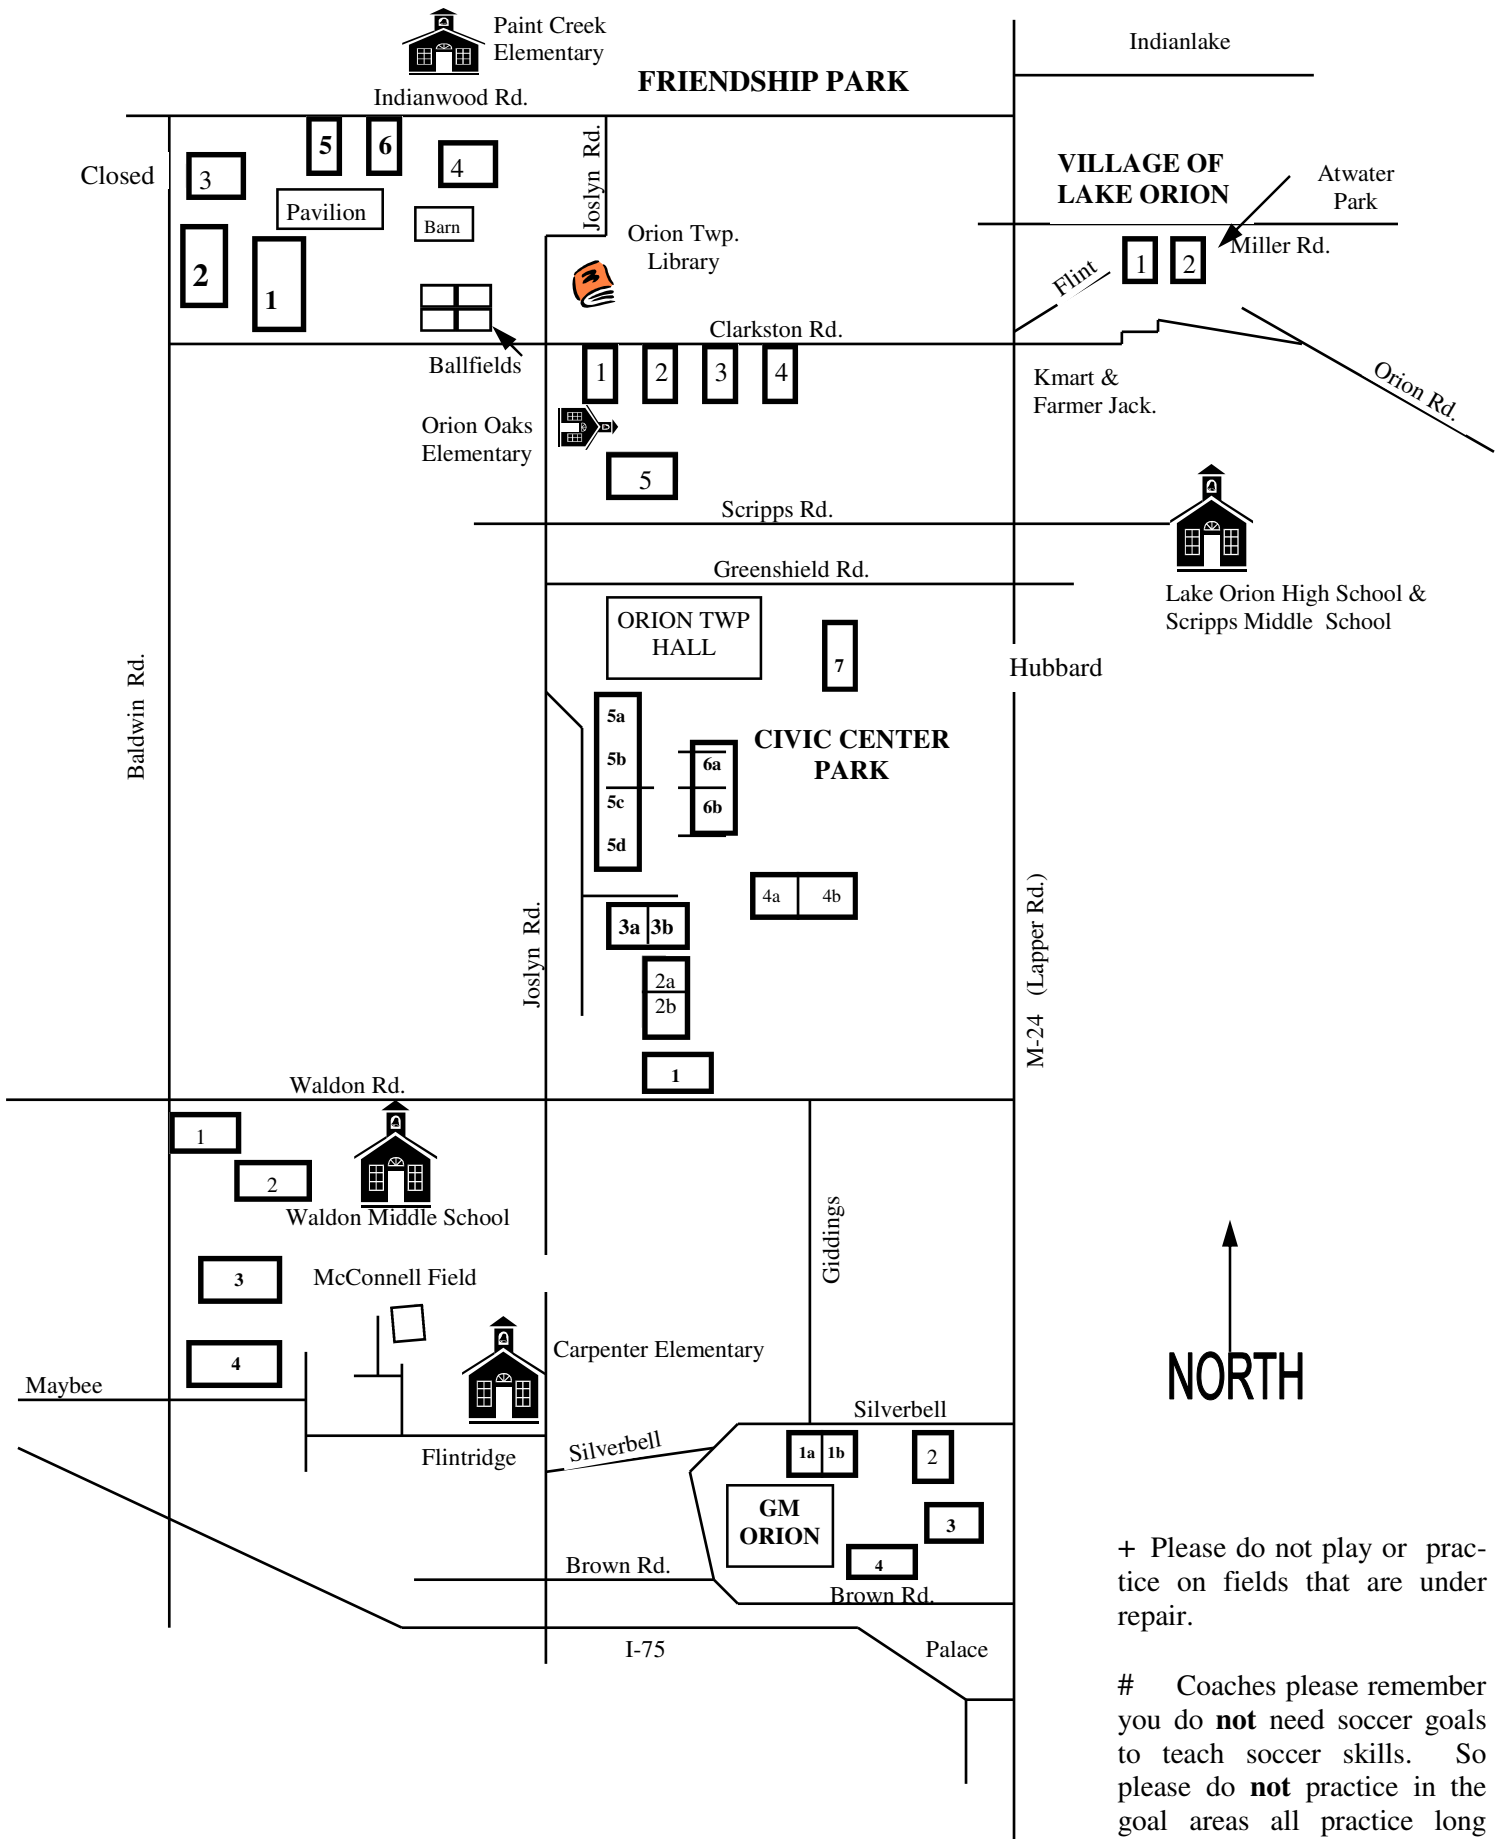 Paint Creek
Elementary
Indianlake
FRIENDSHIP PARK
Indianwood Rd.
5
6
4
3
Closed
Joslyn Rd.
VILLAGE OF
LAKE ORION
Atwater
Park
Pavilion
Barn
Orion Twp.
Library
Miller Rd.
1
2
Flint
2
1
Clarkston Rd.
Ballfields
1
2
3
4
Kmart &
Farmer Jack.
Orion Rd.
Orion Oaks
Elementary
5
Scripps Rd.
Greenshield Rd.
Lake Orion High School &
Scripps Middle School
ORION TWP
HALL
7
Hubbard
Baldwin Rd.
5a
5b
5c
5d
CIVIC CENTER
PARK
6a
6b
4a
4b
3a
3b
Joslyn Rd.
M-24 (Lapper Rd.)
2a
2b
1
Waldon Rd.
1
2
Waldon Middle School
Giddings
3
McConnell Field
4
Carpenter Elementary
Maybee
NORTH
Silverbell
Flintridge
Silverbell
1a
1b
2
GM
ORION
3
4
Brown Rd.
Brown Rd.
I-75
Palace
+ Please do not play or prac-
tice on fields that are under
repair.
# Coaches please remember
you do not need soccer goals
to teach soccer skills. So
please do not practice in the
goal areas all practice long